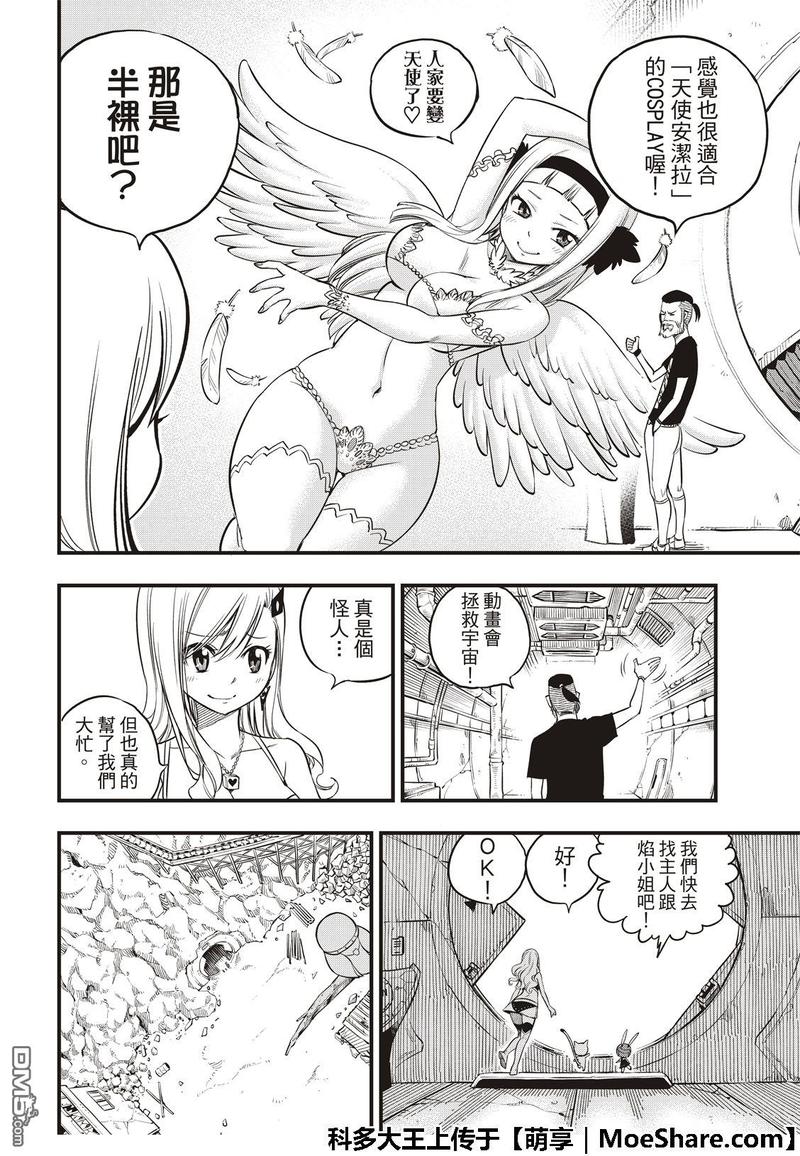 感覺也很適合
「天使安潔拉」
的COSPLAY喔！
人家要變
天使了♡
那是
半裸吧？
動畫會
拯救宇宙！
真是個
怪人…
但也真的
幫了我們
大忙。
我們快去
找主人跟
焰小姐吧！
好！
OK！
DM5.com
科多大王上传于【萌享｜MoeShare.com】